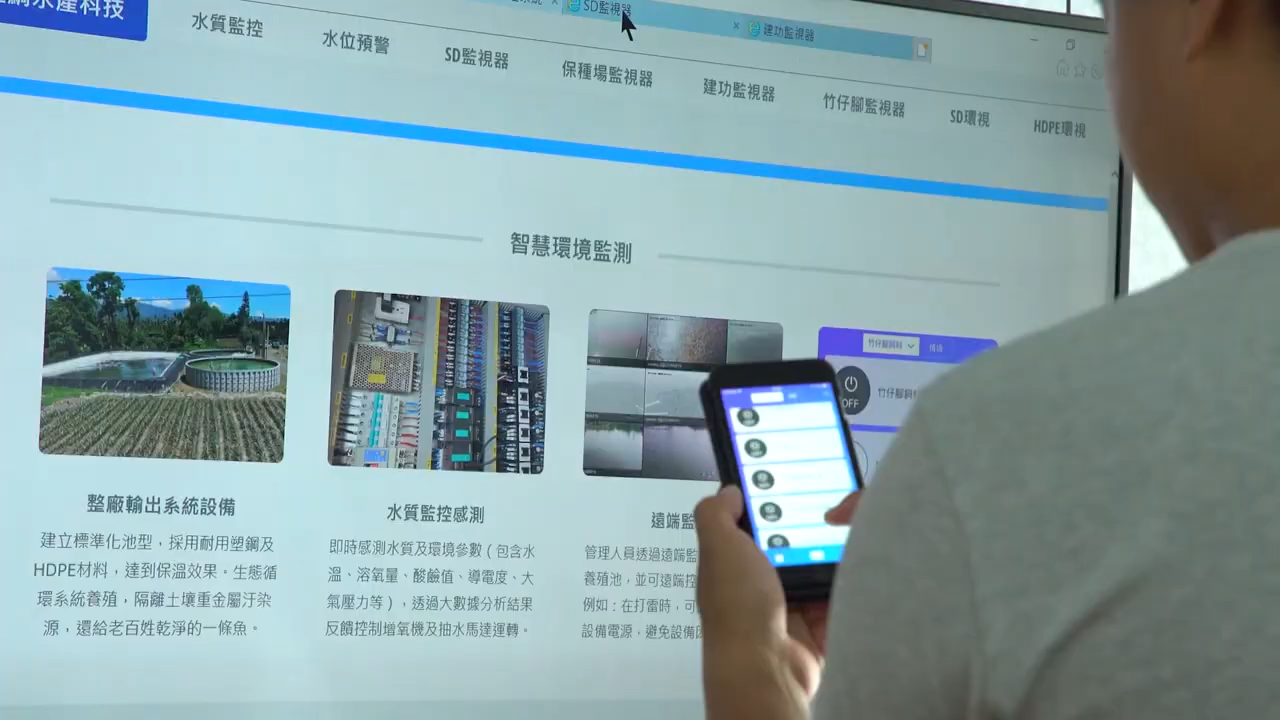 水產科技
SD監視器
建功監視器
水質監控
水位預警
SD監視器
保種場監視器
建功監視器
竹仔腳監視器
SD環視
HDPE環視
智慧環境監測
竹仔腳飼料
OFF
竹仔腳飼
整廠輸出系統設備
建立標準化池型，採用耐用塑鋼及
HDPE材料，達到保溫效果。生態循
環系統養殖，隔離土壤重金屬汙染
源，還給老百姓乾淨的一條魚。
水質監控感測
即時感測水質及環境參數（包含水
溫、溶氧量、酸鹼值、導電度、大
氣壓力等），透過大數據分析結果
反饋控制增氧機及抽水馬達運轉。
遠端監
管理人員透過遠端監
養殖池，並可遠端控
例如：在打雷時，可
設備電源，避免設備因